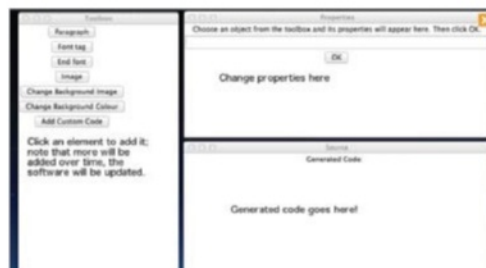 Toolbox
Paragraph
Font tag
End font
Image
Change Background Image
Change Background Colour
Add Custom Code
Click an element to add it;
note that more will be
added over time, the
software will be updated.
Properties
Choose an object from the toolbox and its properties will appear here. Then click OK.
OK
Change properties here
Source
Generated Code
Generated code goes here!